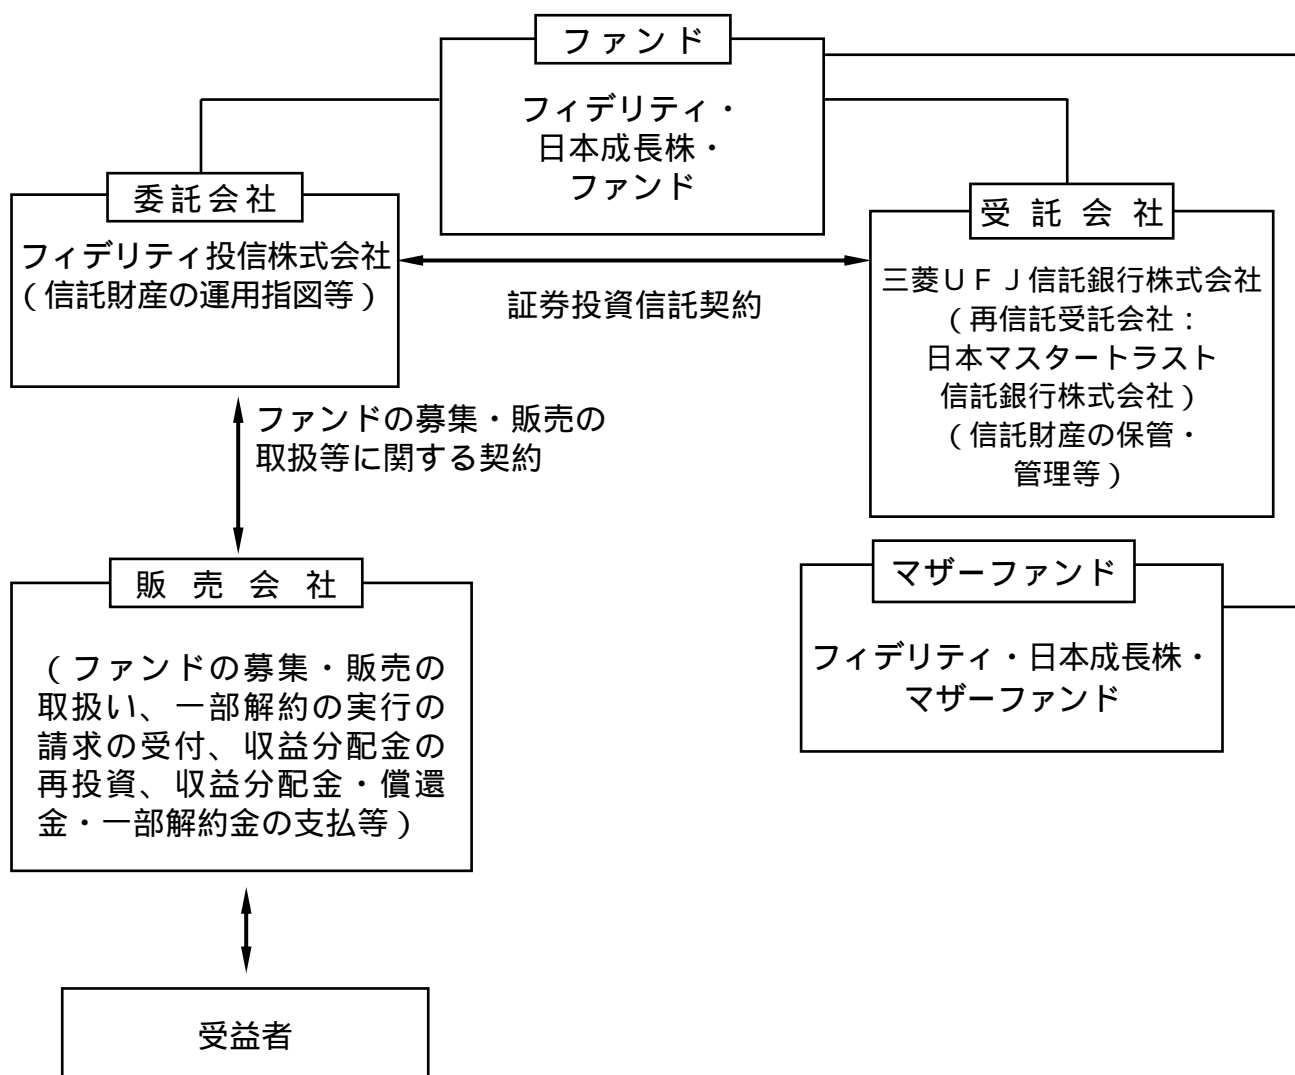 ファンド
フィデリティ・
日本成長株・
ファンド
委託会社
フィデリティ投信株式会社
（信託財産の運用指図等）
証券投資信託契約
受託会社
三菱ＵＦＪ信託銀行株式会社
（再信託受託会社：
日本マスタートラスト
信託銀行株式会社）
（信託財産の保管・
管理等）
ファンドの募集・販売の
取扱等に関する契約
販売会社
（ファンドの募集・販売の
取扱い、一部解約の実行の
請求の受付、収益分配金の
再投資、収益分配金・償還
金・一部解約金の支払等）
マザーファンド
フィデリティ・日本成長株・
マザーファンド
受益者